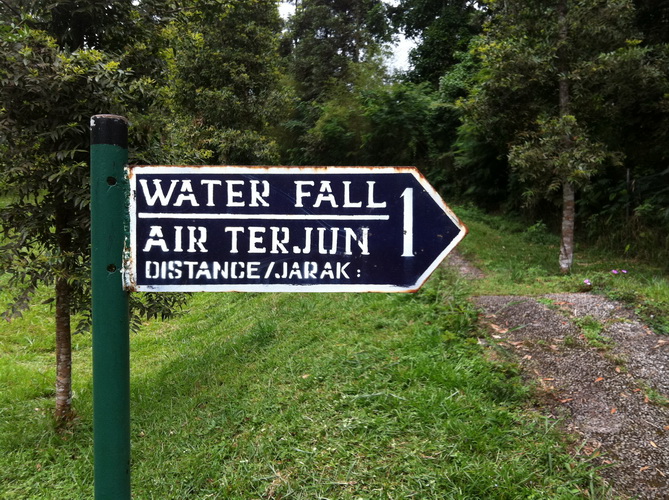 WATER FALL 1
AIR TERJUN
DISTANCE/JARAK: